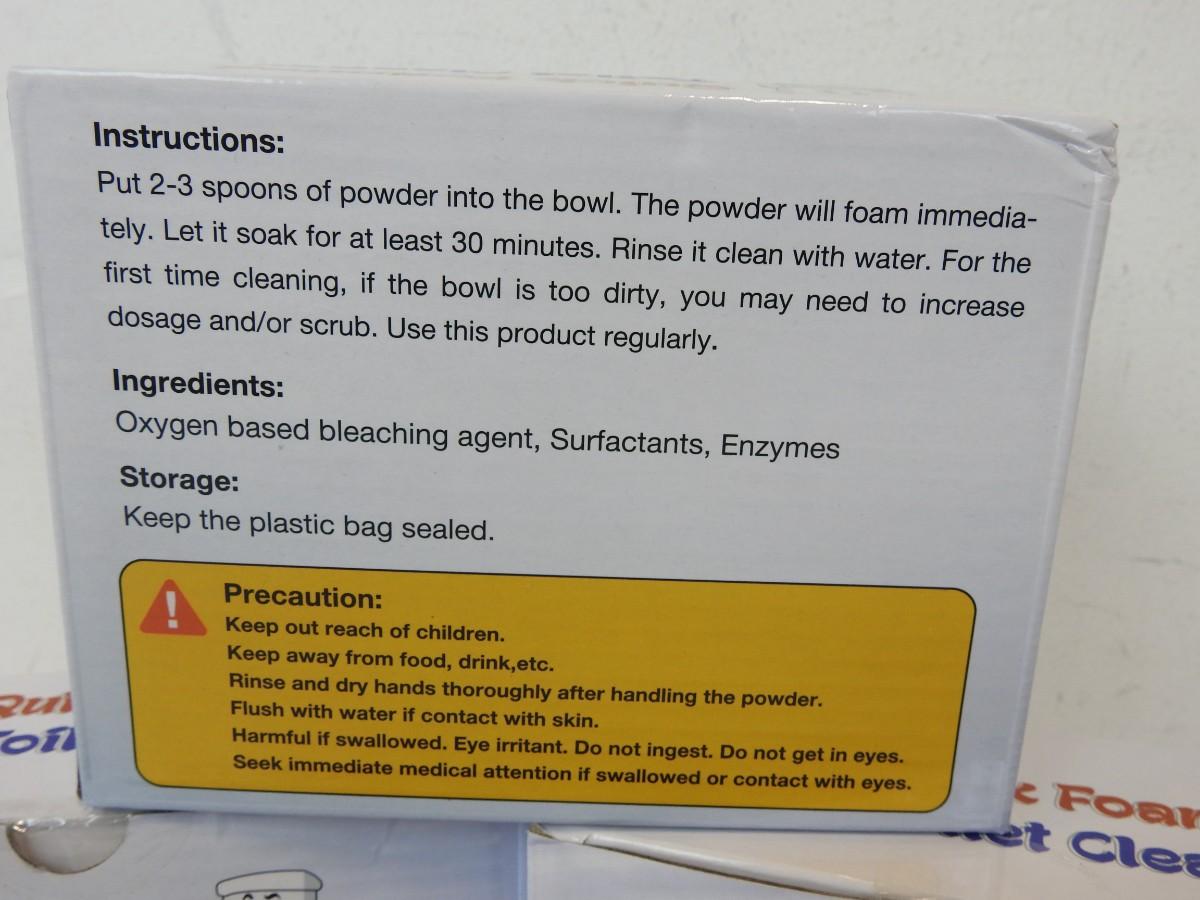 Instructions:
Put 2-3 spoons of powder into the bowl. The powder will foam immedia-
tely. Let it soak for at least 30 minutes. Rinse it clean with water. For the
first time cleaning, if the bowl is too dirty, you may need to increase
dosage and/or scrub. Use this product regularly.
Ingredients:
Oxygen based bleaching agent, Surfactants, Enzymes
Storage:
Keep the plastic bag sealed.
Precaution:
Keep out reach of children.
Keep away from food, drink,etc.
Rinse and dry hands thoroughly after handling the powder.
Flush with water if contact with skin.
Harmful if swallowed. Eye irritant. Do not ingest. Do not get in eyes.
Seek immediate medical attention if swallowed or contact with eyes.